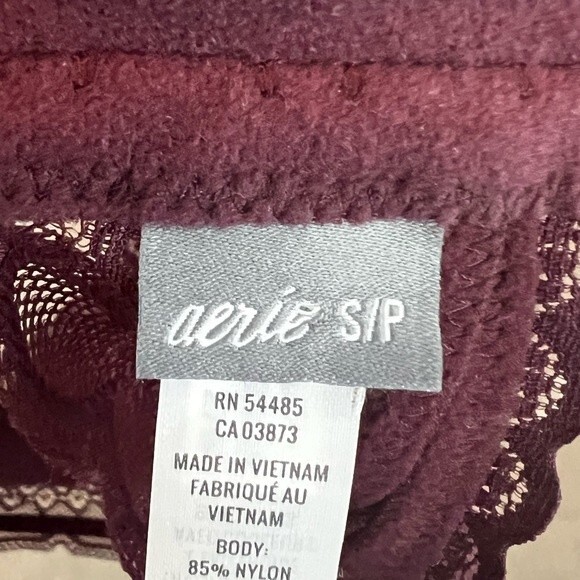 aerie S/P
RN 54485
CA 03873
MADE IN VIETNAM
FABRIQUÉ AU
VIETNAM
BODY:
85% NYLON